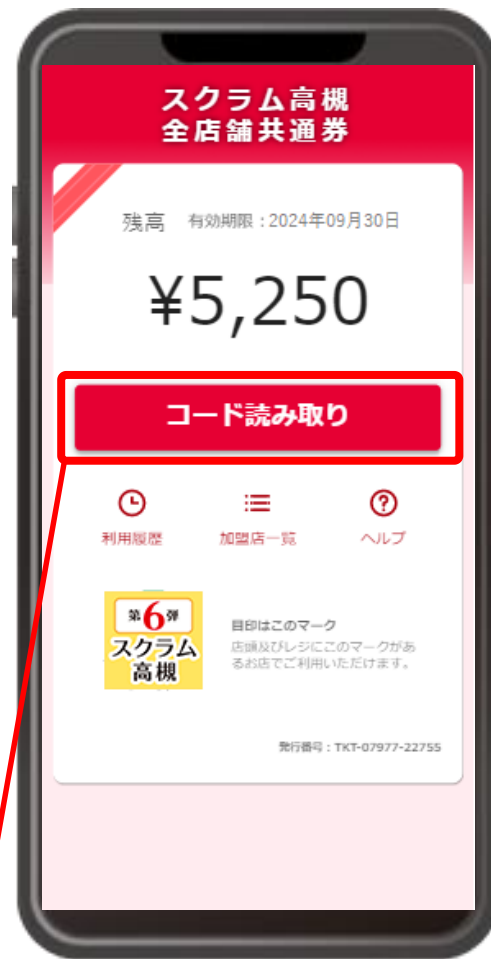 スクラム高槻
全店舗共通券
残高 有効期限：2024年09月30日
¥5,250
コード読み取り
利用履歴 加盟店一覧 ヘルプ
第6弾
スクラム
高槻
目印はこのマーク
店頭及びレジにこのマークがあ
るお店でご利用いただけます。
発行番号：TKT-07977-22755